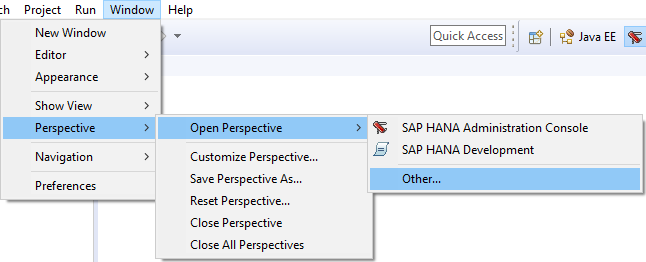 ch Project Run Window Help
New Window
Editor
Appearance
Show View
Perspective
Navigation
Preferences
Open Perspective
Customize Perspective...
Save Perspective As...
Reset Perspective...
Close Perspective
Close All Perspectives
SAP HANA Administration Console
SAP HANA Development
Other...
Quick Access
Java EE